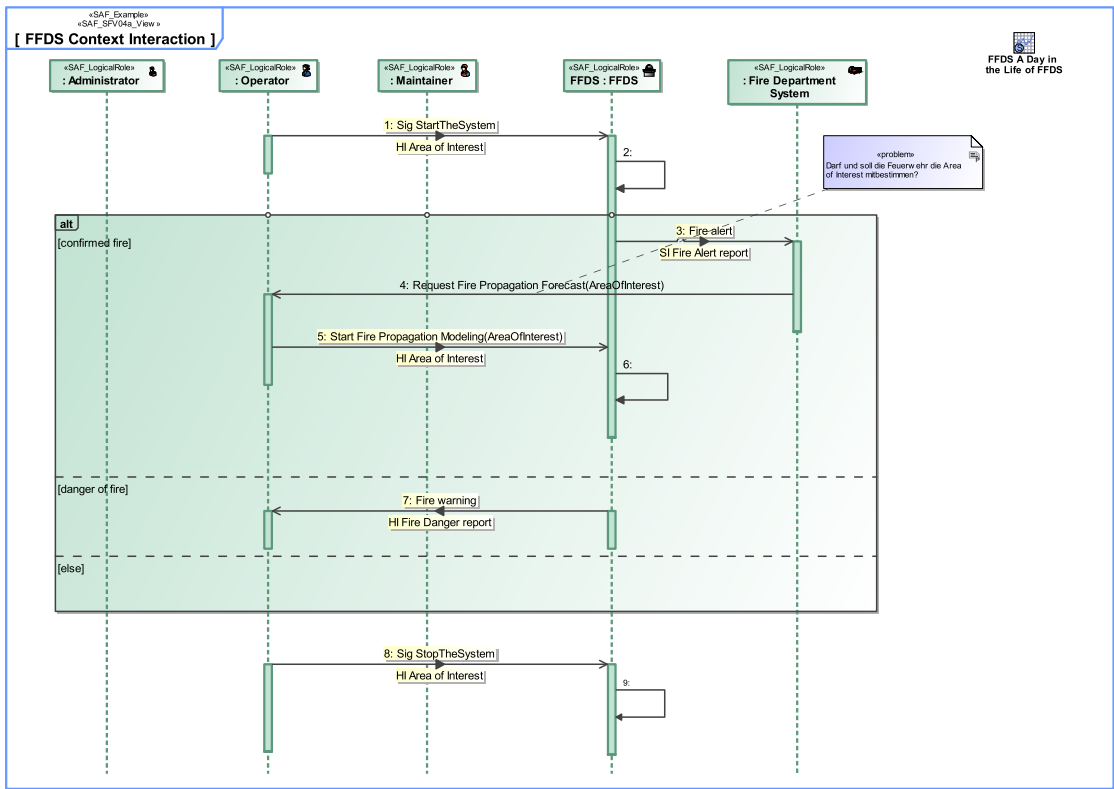 «SAF_Example»
«SAF_SFV04a_View »
[ FFDS Context Interaction ]
FFDS A Day in
the Life of FFDS
«SAF_LogicalRole»
: Administrator
«SAF_LogicalRole»
: Operator
«SAF_LogicalRole»
: Maintainer
«SAF_LogicalRole»
FFDS : FFDS
«SAF_LogicalRole»
: Fire Department
System
1: Sig StartTheSystem
HI Area of Interest
2:
«problem»
Darf und soll die Feuerwehr die Area
of Interest mitbestimmen?
alt
[confirmed fire]
3: Fire alert
SI Fire Alert report
4: Request Fire Propagation Forecast(AreaOfInterest)
5: Start Fire Propagation Modeling(AreaOfInterest)
HI Area of Interest
6:
[danger of fire]
7: Fire warning
HI Fire Danger report
[else]
8: Sig StopTheSystem
HI Area of Interest
9: